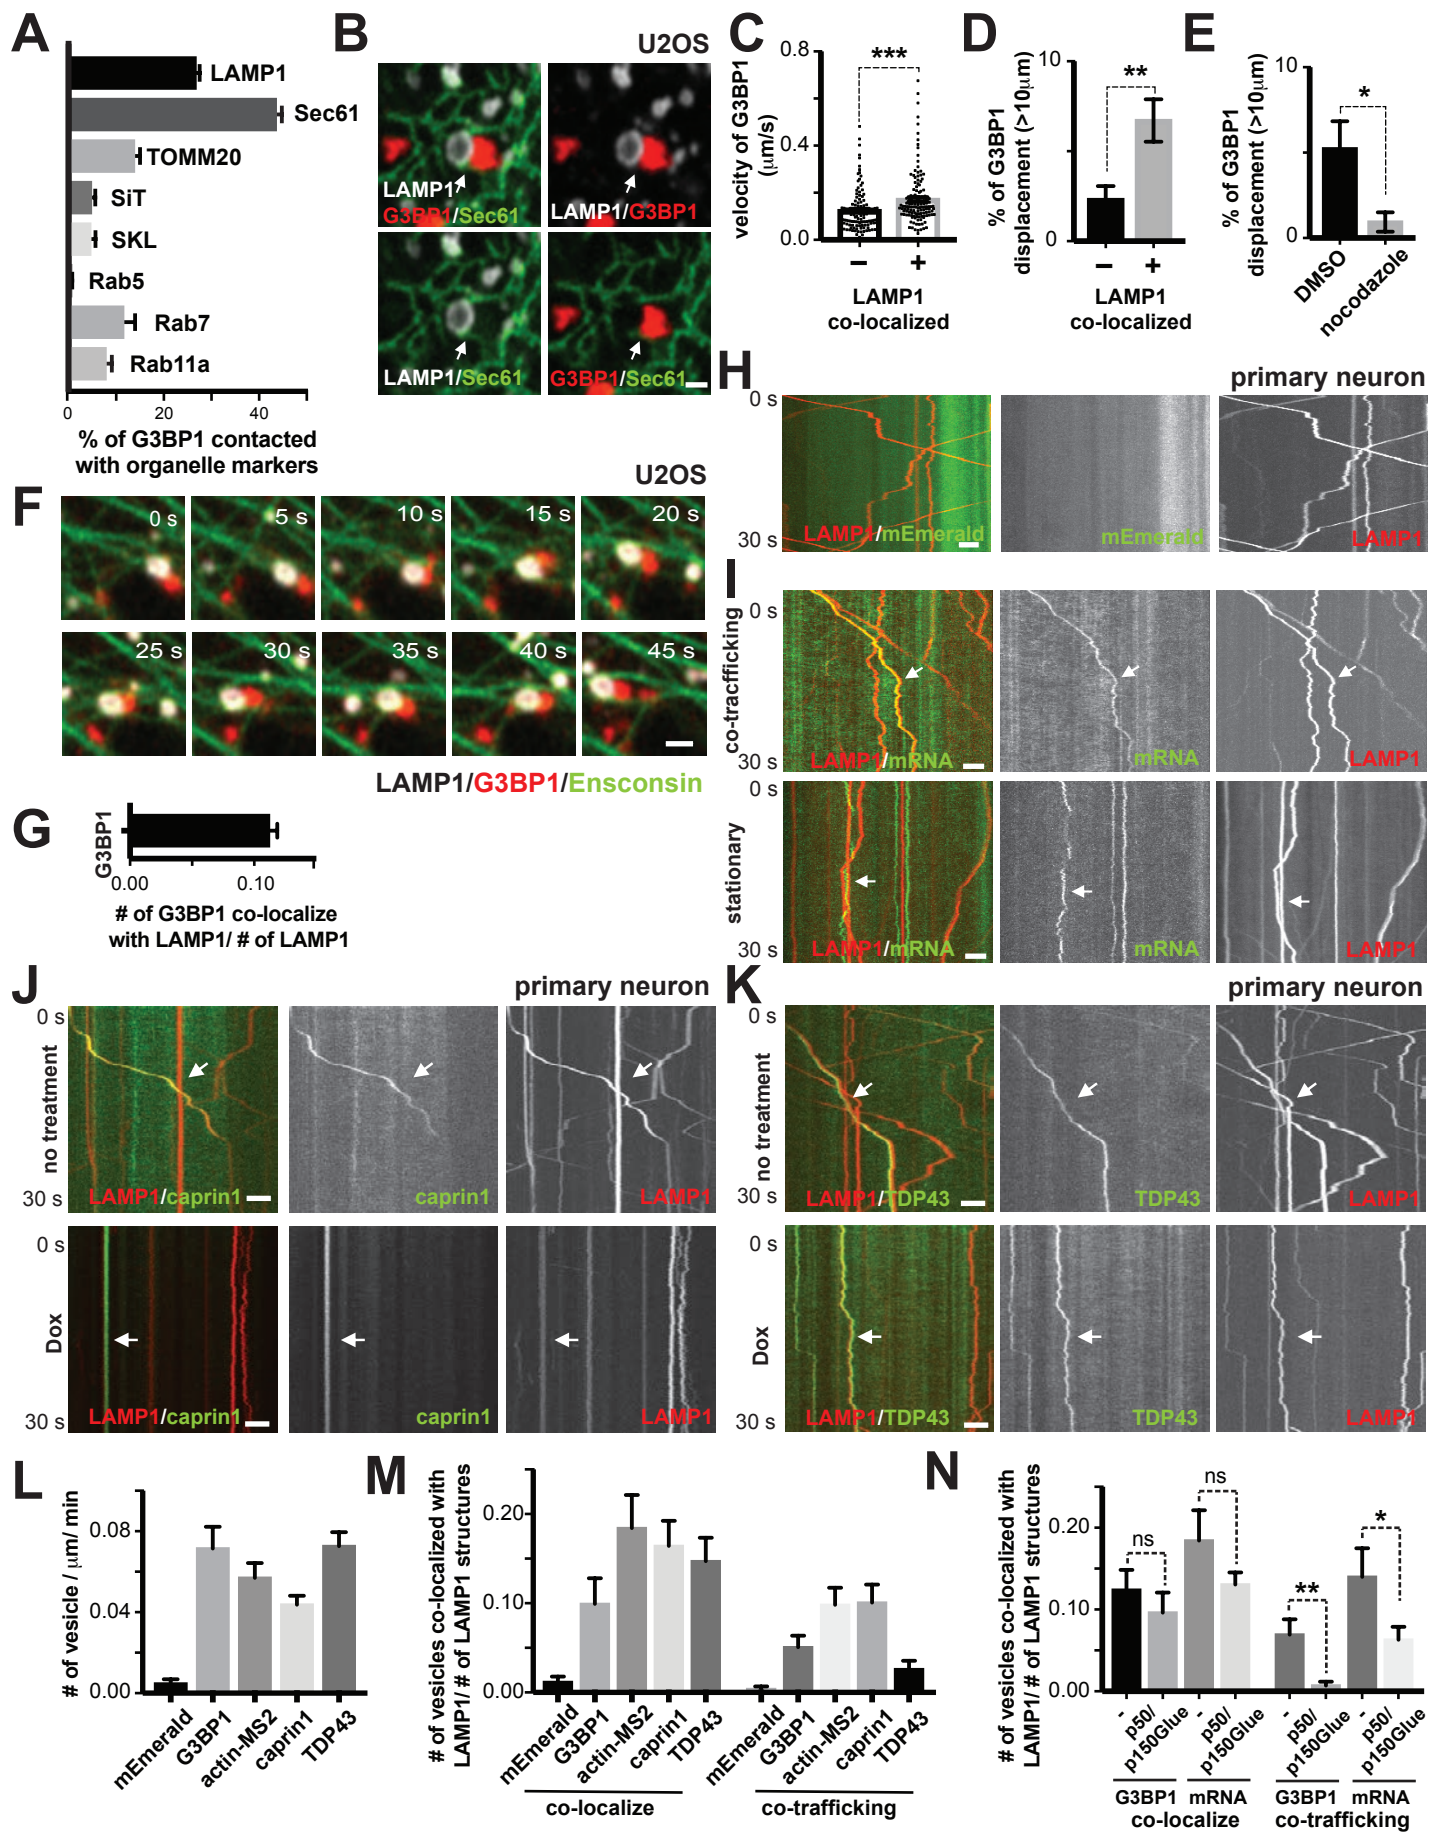 A
LAMP1
Sec61
TOMM20
SiT
SKL
Rab5
Rab7
Rab11a
0
20
40
% of G3BP1 contacted
with organelle markers
B
U2OS
LAMP1
G3BP1/Sec61
LAMP1/G3BP1
LAMP1/Sec61
G3BP1/Sec61
C
velocity of G3BP1
(μm/s)
0.8
0.4
0.0
***
− +
LAMP1
co-localized
D
% of G3BP1
displacement (>10μm)
10
0
**
− +
LAMP1
co-localized
E
% of G3BP1
displacement (>10μm)
10
0
*
DMSO
nocodazole
F
U2OS
0 s
5 s
10 s
15 s
20 s
25 s
30 s
35 s
40 s
45 s
LAMP1/G3BP1/Ensconsin
G
G3BP1
0.00
0.10
# of G3BP1 co-localize
with LAMP1/ # of LAMP1
H
primary neuron
0 s
30 s
LAMP1/mEmerald
mEmerald
LAMP1
I
co-tracfficking
0 s
30 s
LAMP1/mRNA
mRNA
LAMP1
stationary
0 s
30 s
LAMP1/mRNA
mRNA
LAMP1
J
primary neuron
no treatment
0 s
30 s
LAMP1/caprin1
caprin1
LAMP1
Dox
0 s
30 s
LAMP1/caprin1
caprin1
LAMP1
K
primary neuron
no treatment
0 s
30 s
LAMP1/TDP43
TDP43
LAMP1
Dox
0 s
30 s
LAMP1/TDP43
TDP43
LAMP1
L
# of vesicle / μm/ min
0.08
0.04
0.00
mEmerald
G3BP1
actin-MS2
caprin1
TDP43
M
# of vesicles co-localized with
LAMP1/ # of LAMP1 structures
0.20
0.10
0.00
mEmerald
G3BP1
actin-MS2
caprin1
TDP43
mEmerald
G3BP1
actin-MS2
caprin1
TDP43
co-localize
co-trafficking
N
# of vesicles co-localized with
LAMP1/ # of LAMP1 structures
0.20
0.10
0.00
ns
ns
**
*
-
p50/
p150Glue
-
p50/
p150Glue
-
p50/
p150Glue
-
p50/
p150Glue
G3BP1
mRNA
G3BP1
mRNA
co-localize
co-trafficking